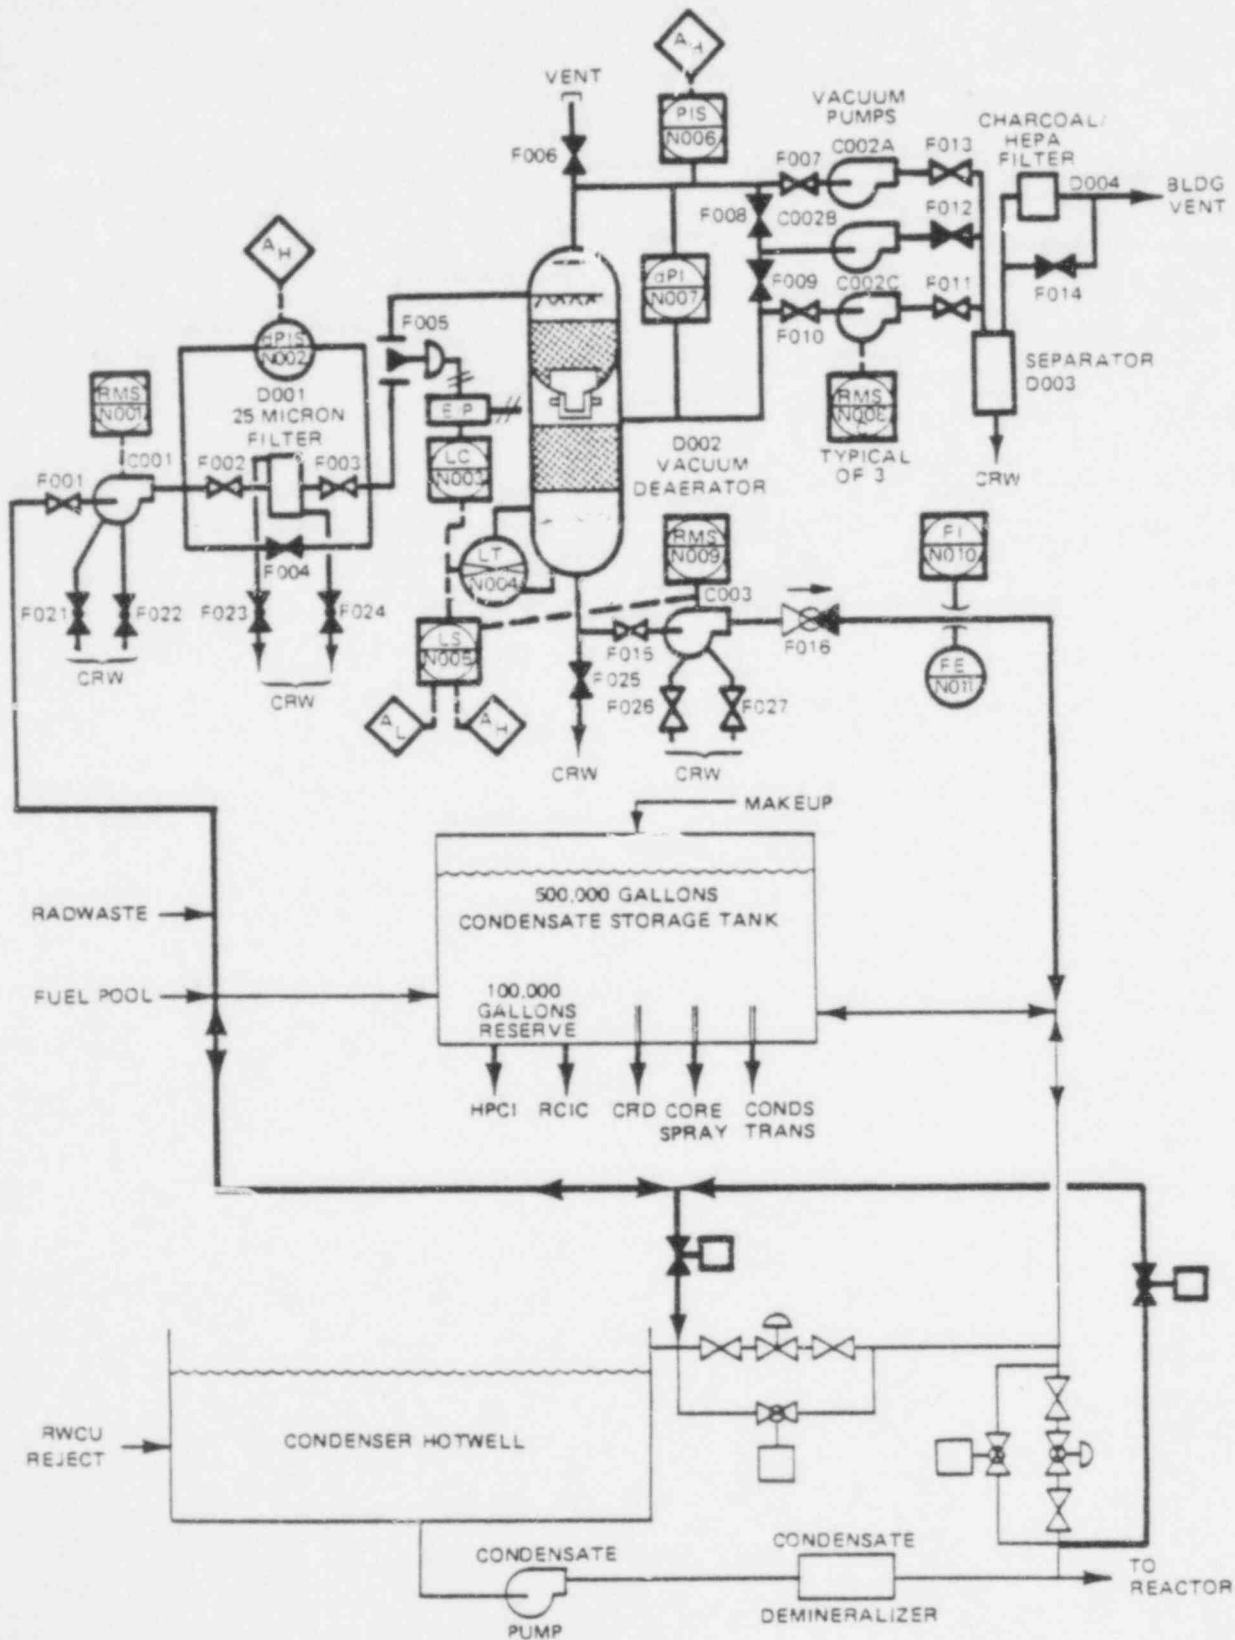 A H
VENT
PIS
N006
VACUUM
PUMPS
C002A
CHARCOAL/
HEPA
FILTER
D004
BLDG
VENT
F006
F007
F013
F008
C002B
F012
A H
dPI
N007
F009
C002C
F011
F014
F010
dPIS
N002
F005
SEPARATOR
D003
RMS
N001
D001
25 MICRON
FILTER
E/P
RMS
D002
VACUUM
DEAERATOR
TYPICAL
OF 3
CRW
F001
C001
F002
F003
LC
N003
F004
LT
N004
RMS
N009
C003
FI
N010
F021
F022
F023
F024
LS
N005
F015
F016
FE
N011
F025
F026
F027
CRW
CRW
A L
A H
CRW
CRW
MAKEUP
500,000 GALLONS
CONDENSATE STORAGE TANK
RADWASTE
FUEL POOL
100,000
GALLONS
RESERVE
HPCI
RCIC
CRD
CORE
SPRAY
CONDS
TRANS
RWCU
REJECT
CONDENSER HOTWELL
CONDENSATE
PUMP
CONDENSATE
DEMINERALIZER
TO
REACTOR